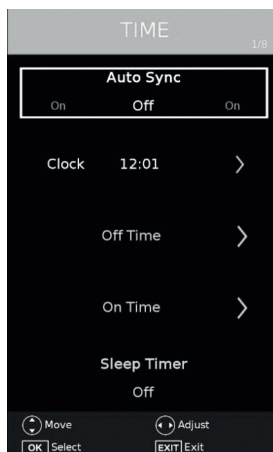 TIME
1/8
Auto Sync
On Off On
Clock 12:01
Off Time
On Time
Sleep Timer
Off
Move Adjust
OK Select EXIT Exit